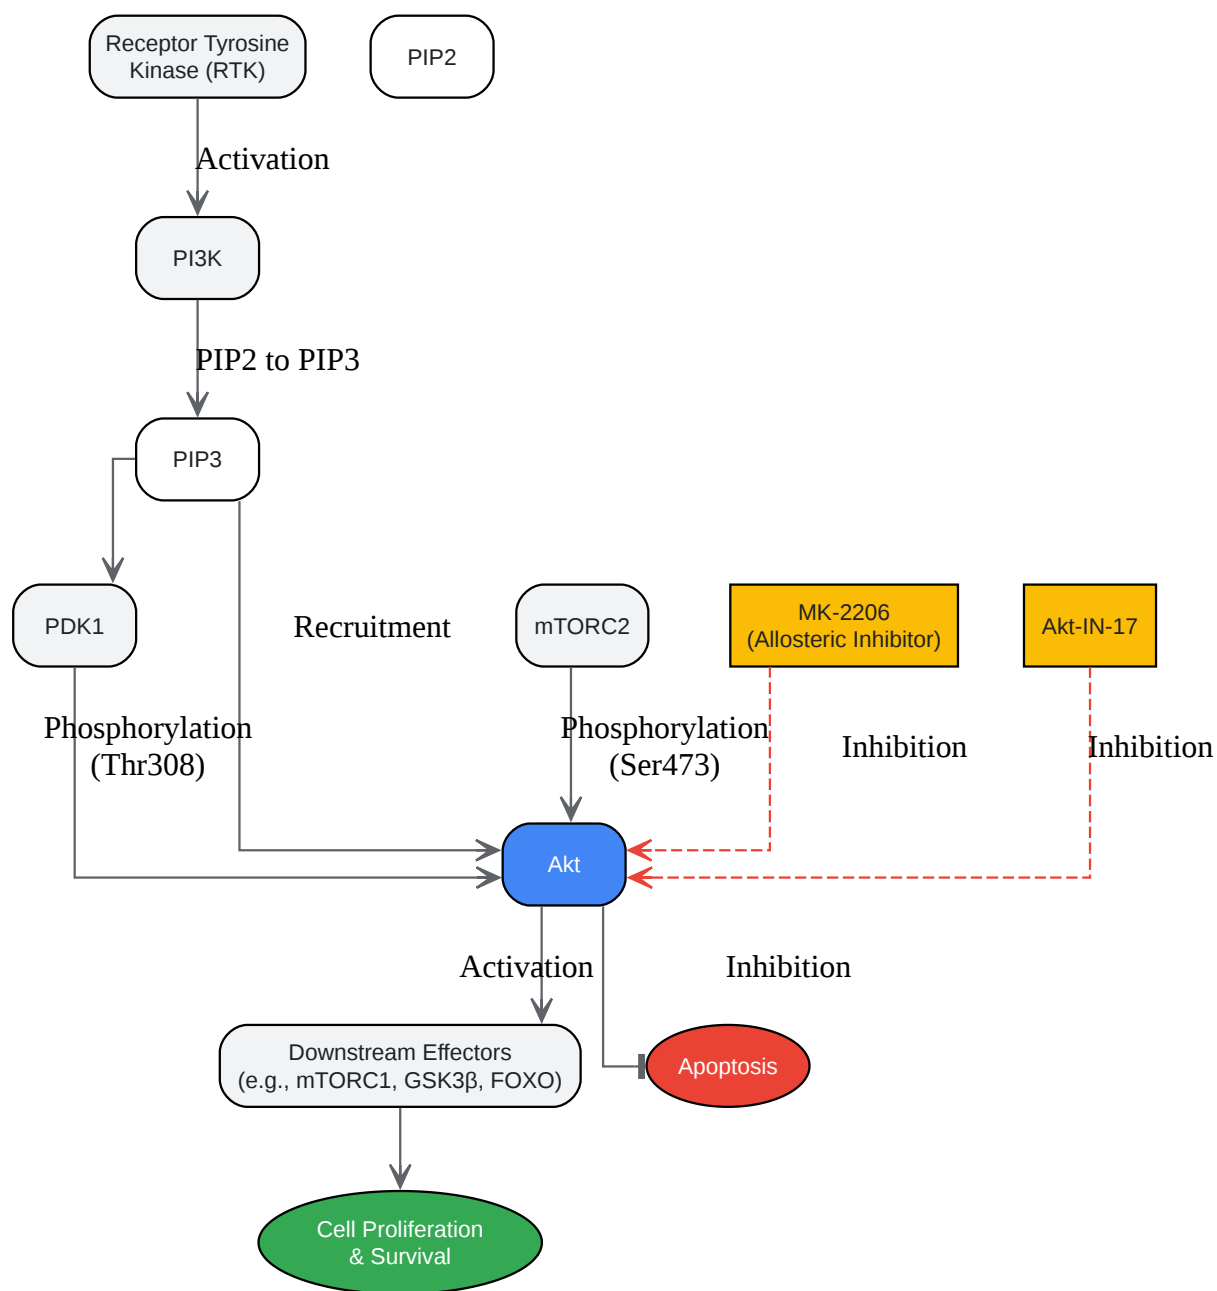 Receptor Tyrosine
Kinase (RTK)
PIP2
Activation
PI3K
PIP2 to PIP3
PIP3
PDK1
Recruitment
mTORC2
MK-2206
(Allosteric Inhibitor)
Akt-IN-17
Phosphorylation
(Thr308)
Phosphorylation
(Ser473)
Inhibition
Inhibition
Akt
Activation
Inhibition
Downstream Effectors
(e.g., mTORC1, GSK3β, FOXO)
Apoptosis
Cell Proliferation
& Survival